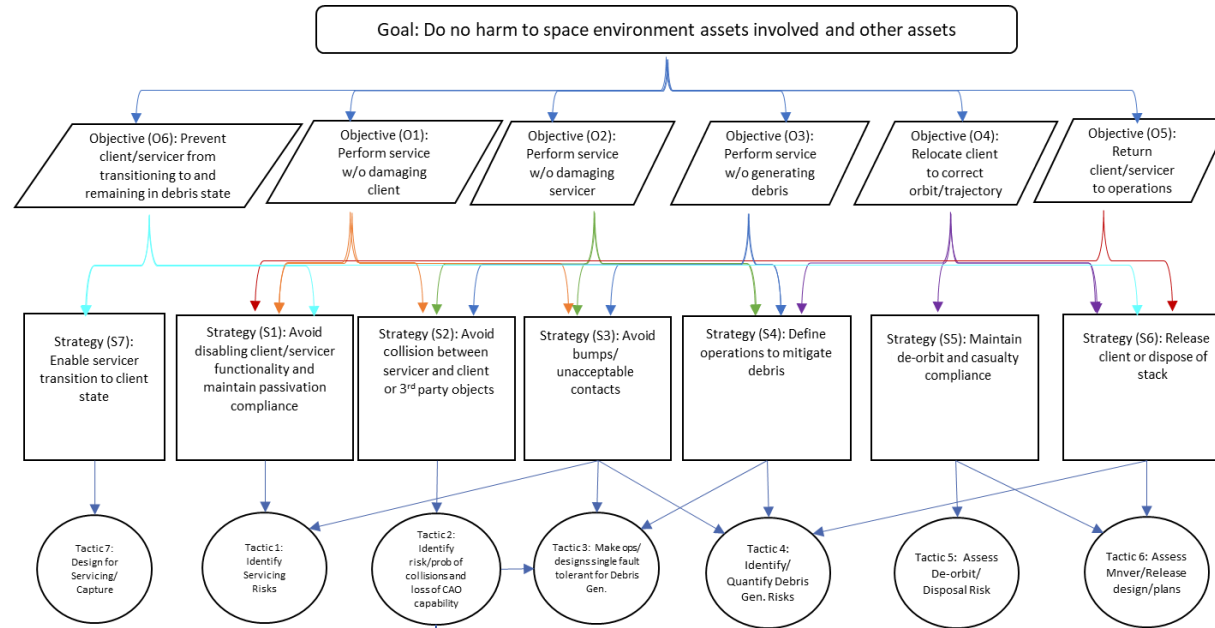 Goal: Do no harm to space environment assets involved and other assets
Objective (O6): Prevent
client/servicer from
transitioning to and
remaining in debris state
Objective (O1):
Perform service
w/o damaging
client
Objective (O2):
Perform service
w/o damaging
servicer
Objective (O3):
Perform service
w/o generating
debris
Objective (O4):
Relocate client
to correct
orbit/trajectory
Objective (O5):
Return
client/servicer
to operations
Strategy (S7):
Enable servicer
transition to client
state
Strategy (S1): Avoid
disabling client/servicer
functionality and
maintain passivation
compliance
Strategy (S2): Avoid
collision between
servicer and client
or 3rd party objects
Strategy (S3): Avoid
bumps/
unacceptable
contacts
Strategy (S4): Define
operations to mitigate
debris
Strategy (S5): Maintain
de-orbit and casualty
compliance
Strategy (S6): Release
client or dispose of
stack
Tactic 7:
Design for
Servicing/
Capture
Tactic 1:
Identify
Servicing
Risks
Tactic 2:
Identify
risk/prob of
collisions and
loss of CAO
capability
Tactic 3: Make ops/
designs single fault
tolerant for Debris
Gen.
Tactic 4:
Identify/
Quantify Debris
Gen. Risks
Tactic 5: Assess
De-orbit/
Disposal Risk
Tactic 6: Assess
Mnver/Release
design/plans